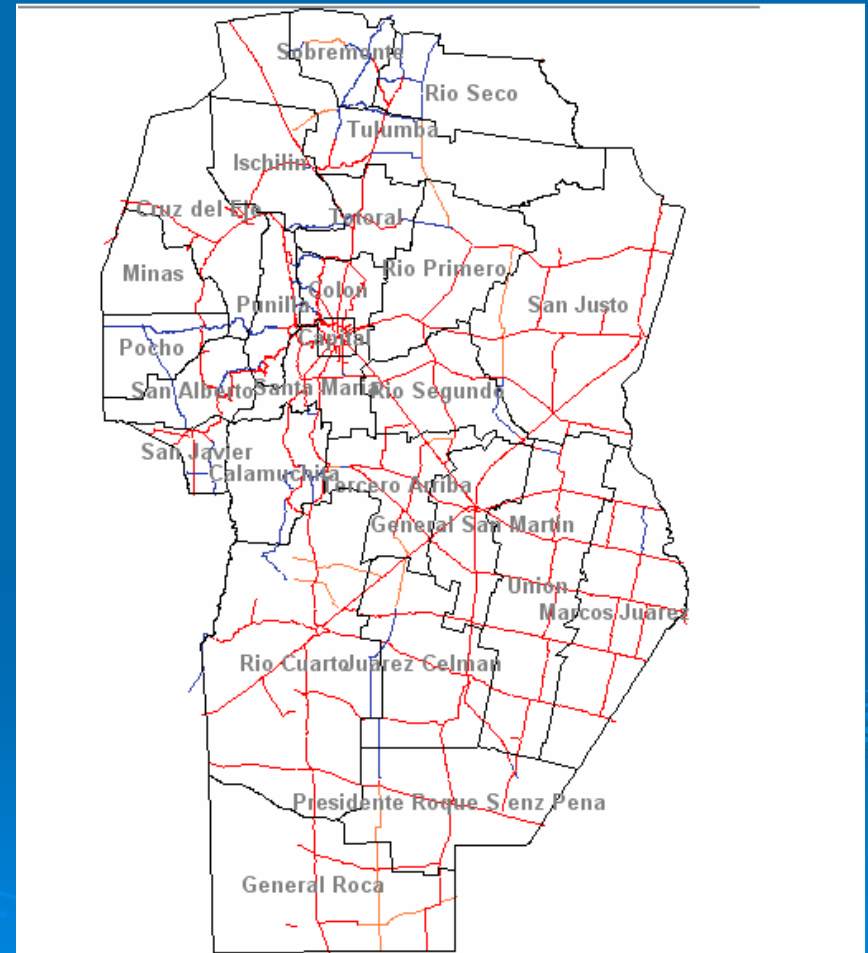 Sobremonte
Rio Seco
Tulumba
Ischilin
Cruz del Eje
Totoral
Minas
Rio Primero
Punilla
Colon
San Justo
Capital
Pocho
San Alberto
Santa Maria
Rio Segundo
San Javier
Calamuchita
Tercero Arriba
General San Martin
Union
Marcos Juarez
Rio Cuarto
Juarez Celman
Presidente Roque S enz Pena
General Roca